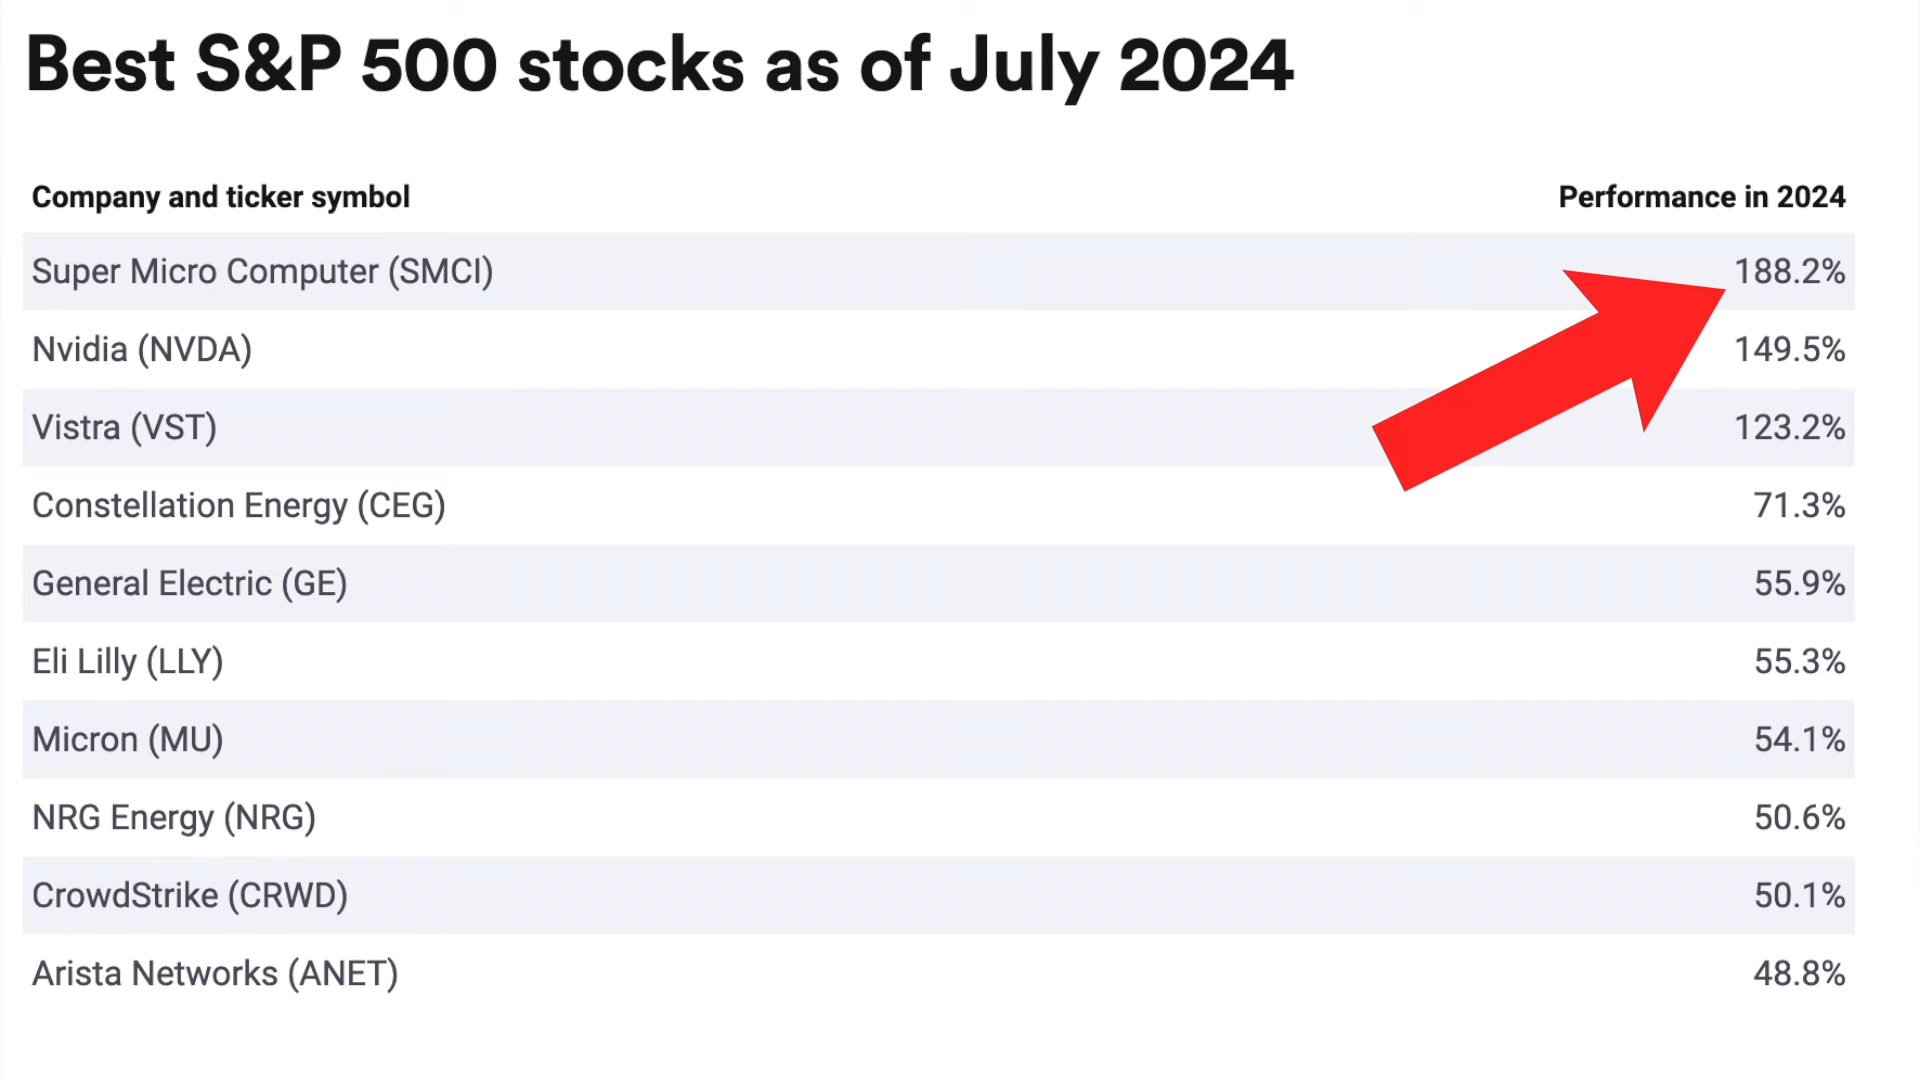 Best S&P 500 stocks as of July 2024
Company and ticker symbol Performance in 2024
Super Micro Computer (SMCI) 188.2%
Nvidia (NVDA) 149.5%
Vistra (VST) 123.2%
Constellation Energy (CEG) 71.3%
General Electric (GE) 55.9%
Eli Lilly (LLY) 55.3%
Micron (MU) 54.1%
NRG Energy (NRG) 50.6%
CrowdStrike (CRWD) 50.1%
Arista Networks (ANET) 48.8%